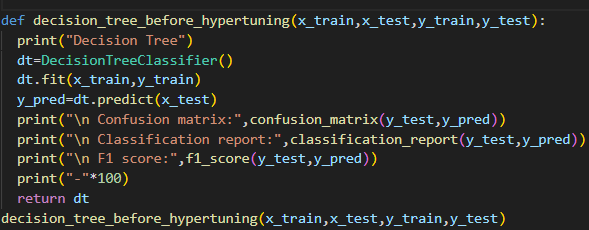 def decision_tree_before_hypertuning(x_train,x_test,y_train,y_test):
  print("Decision Tree")
  dt=DecisionTreeClassifier()
  dt.fit(x_train,y_train)
  y_pred=dt.predict(x_test)
  print("\n Confusion matrix:",confusion_matrix(y_test,y_pred))
  print("\n Classification report:",classification_report(y_test,y_pred))
  print("\n F1 score:",f1_score(y_test,y_pred))
  print("-"*100)
  return dt
decision_tree_before_hypertuning(x_train,x_test,y_train,y_test)